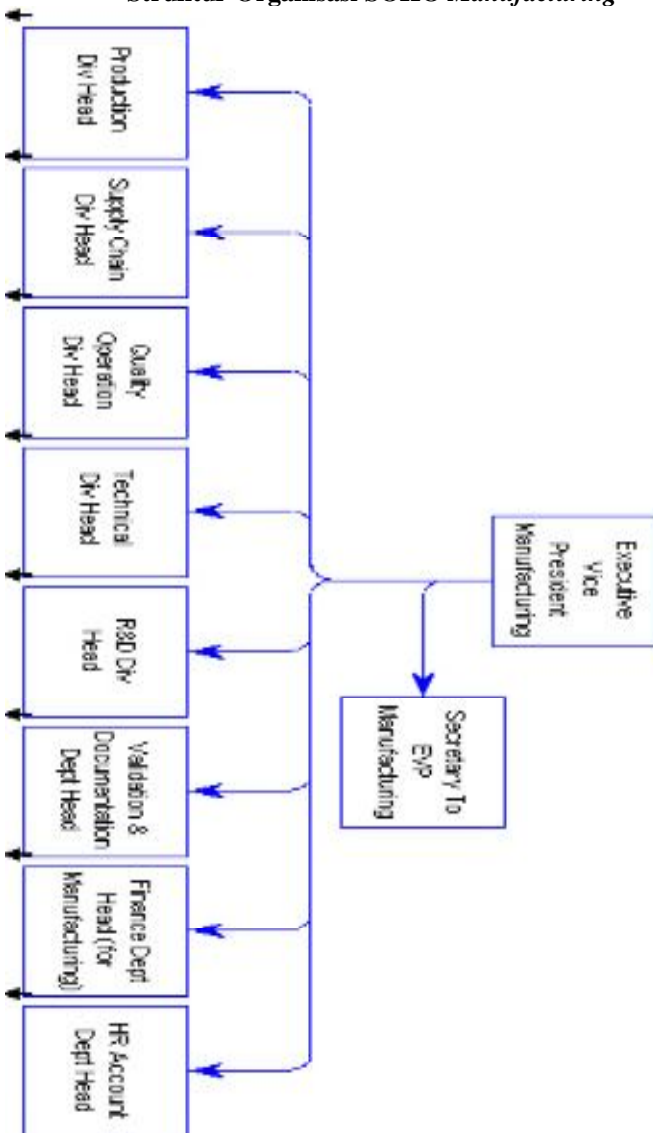 Struktur Organisasi SOHO Manufacturing
Executive
Vice
President
Manufacturing
Secretary To
EVP
Manufacturing
Production
Div Head
Supply Chain
Div Head
Quality
Operation
Div Head
Technical
Div Head
R&D Div
Head
Validation &
Documentation
Dept Head
Finance Dept
Head (for
Manufacturing)
HR Account
Dept Head